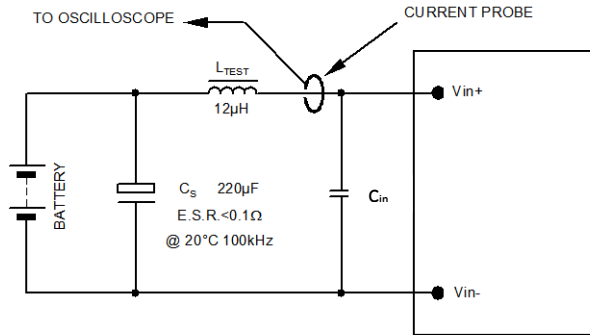 TO OSCILLOSCOPE
CURRENT PROBE
LTEST
12µH
Vin+
BATTERY
CS 220µF
E.S.R.<0.1Ω
@ 20°C 100kHz
Cin
Vin-